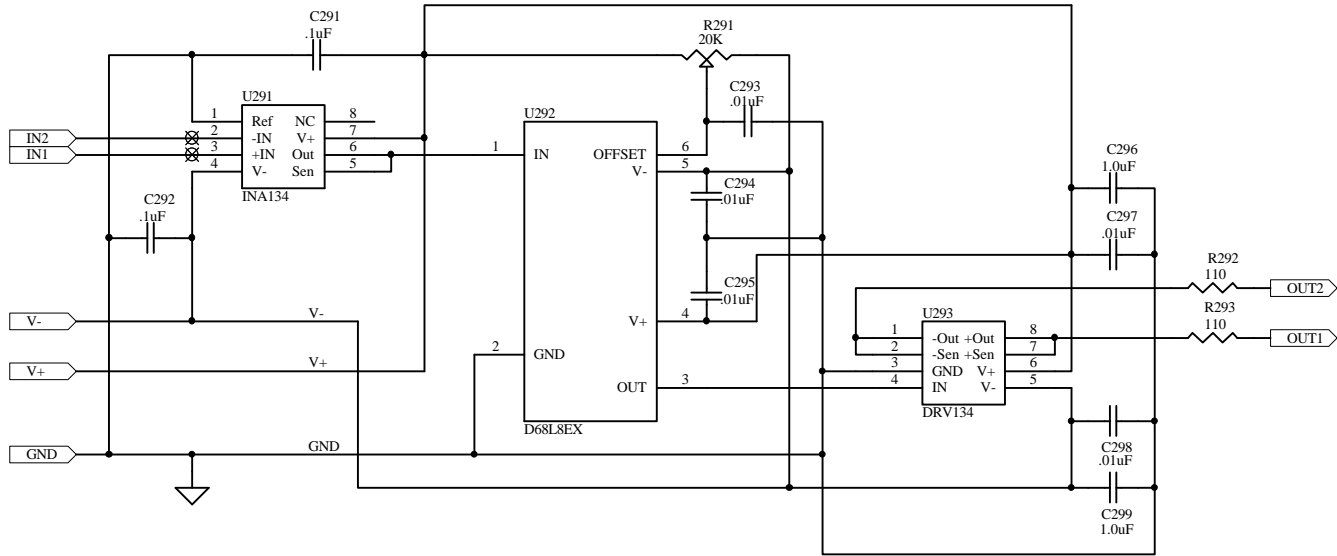 C291
.1uF
R291
20K
C293
.01uF
U291
1 Ref NC 8
2 -IN V+ 7
3 +IN Out 6
4 V- Sen 5
INA134
IN2
IN1
C292
.1uF
U292
1 IN
OFFSET 6
V- 5
C294
.01uF
C295
.01uF
V+ 4
2 GND
OUT 3
D68L8EX
C296
1.0uF
C297
.01uF
R292
110
OUT2
R293
110
OUT1
U293
1 -Out +Out 8
2 -Sen +Sen 7
3 GND V+ 6
4 IN V- 5
DRV134
V- V-
V+ V+
GND GND
C298
.01uF
C299
1.0uF